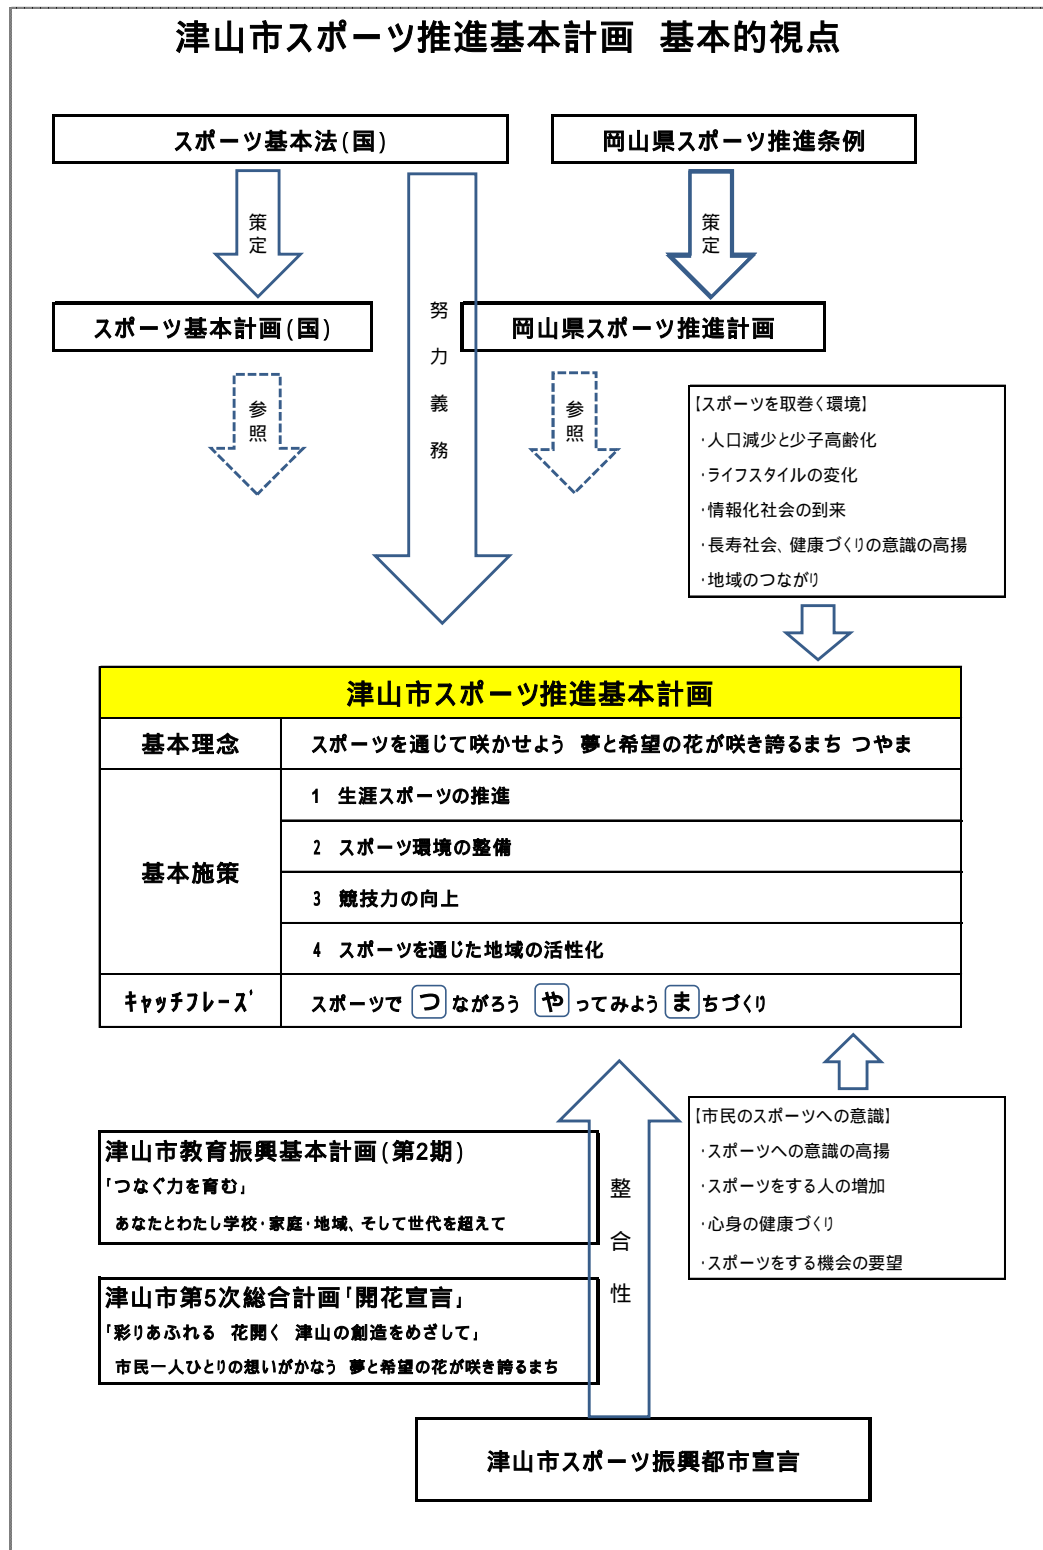 津山市スポーツ推進基本計画　基本的視点
スポーツ基本法(国)
岡山県スポーツ推進条例
策定
策定
努力義務
スポーツ基本計画(国)
岡山県スポーツ推進計画
参照
参照
【スポーツを取巻く環境】
・人口減少と少子高齢化
・ライフスタイルの変化
・情報化社会の到来
・長寿社会、健康づくりの意識の高揚
・地域のつながり
津山市スポーツ推進基本計画
基本理念
スポーツを通じて咲かせよう　夢と希望の花が咲き誇るまち つやま
基本施策
1　生涯スポーツの推進
2　スポーツ環境の整備
3　競技力の向上
4　スポーツを通じた地域の活性化
キャッチフレーズ
スポーツで つながろう やってみよう まちづくり
【市民のスポーツへの意識】
・スポーツへの意識の高揚
・スポーツをする人の増加
・心身の健康づくり
・スポーツをする機会の要望
整合性
津山市教育振興基本計画(第2期)
「つなぐ力を育む」
あなたとわたし学校・家庭・地域、そして世代を超えて
津山市第5次総合計画「開花宣言」
「彩りあふれる　花開く　津山の創造をめざして」
市民一人ひとりの想いがかなう　夢と希望の花が咲き誇るまち
津山市スポーツ振興都市宣言